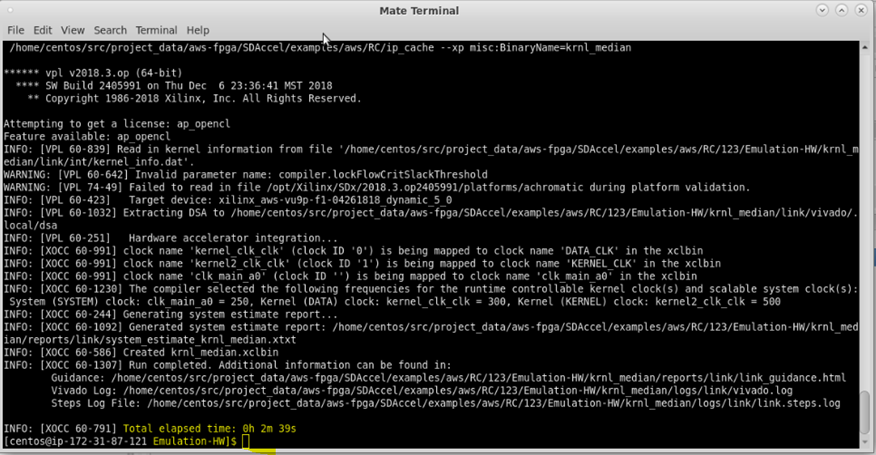 Mate Terminal
File Edit View Search Terminal Help
/home/centos/src/project_data/aws-fpga/SDAccel/examples/aws/RC/ip_cache --xp misc:BinaryName=krnl_median
****** vpl v2018.3.op (64-bit)
**** SW Build 2405991 on Thu Dec  6 23:36:41 MST 2018
** Copyright 1986-2018 Xilinx, Inc. All Rights Reserved.
Attempting to get a license: ap_opencl
Feature available: ap_opencl
INFO: [VPL 60-839] Read in kernel information from file '/home/centos/src/project_data/aws-fpga/SDAccel/examples/aws/RC/123/Emulation-HW/krnl_m
edian/link/int/kernel_info.dat'.
WARNING: [VPL 60-642] Invalid parameter name: compiler.lockFlowCritSlackThreshold
WARNING: [VPL 74-49] Failed to read in file /opt/Xilinx/SDx/2018.3.op2405991/platforms/achromatic during platform validation.
INFO: [VPL 60-423]   Target device: xilinx_aws-vu9p-f1-04261818_dynamic_5_0
INFO: [VPL 60-1032] Extracting DSA to /home/centos/src/project_data/aws-fpga/SDAccel/examples/aws/RC/123/Emulation-HW/krnl_median/link/vivado/.
local/dsa
INFO: [VPL 60-251]   Hardware accelerator integration...
INFO: [XOCC 60-991] clock name 'kernel_clk_clk' (clock ID '0') is being mapped to clock name 'DATA_CLK' in the xclbin
INFO: [XOCC 60-991] clock name 'kernel2_clk_clk' (clock ID '1') is being mapped to clock name 'KERNEL_CLK' in the xclbin
INFO: [XOCC 60-991] clock name 'clk_main_a0' (clock ID '') is being mapped to clock name 'clk_main_a0' in the xclbin
INFO: [XOCC 60-1230] The compiler selected the following frequencies for the runtime controllable kernel clock(s) and scalable system clock(s):
System (SYSTEM) clock: clk_main_a0 = 250, Kernel (DATA) clock: kernel_clk_clk = 300, Kernel (KERNEL) clock: kernel2_clk_clk = 500
INFO: [XOCC 60-244] Generating system estimate report...
INFO: [XOCC 60-1092] Generated system estimate report: /home/centos/src/project_data/aws-fpga/SDAccel/examples/aws/RC/123/Emulation-HW/krnl_med
ian/reports/link/system_estimate_krnl_median.xtxt
INFO: [XOCC 60-586] Created krnl_median.xclbin
INFO: [XOCC 60-1307] Run completed. Additional information can be found in:
Guidance: /home/centos/src/project_data/aws-fpga/SDAccel/examples/aws/RC/123/Emulation-HW/krnl_median/reports/link/link_guidance.html
Vivado Log: /home/centos/src/project_data/aws-fpga/SDAccel/examples/aws/RC/123/Emulation-HW/krnl_median/logs/link/vivado.log
Steps Log File: /home/centos/src/project_data/aws-fpga/SDAccel/examples/aws/RC/123/Emulation-HW/krnl_median/logs/link/link.steps.log
INFO: [XOCC 60-791] Total elapsed time: 0h 2m 39s
[centos@ip-172-31-87-121 Emulation-HW]$